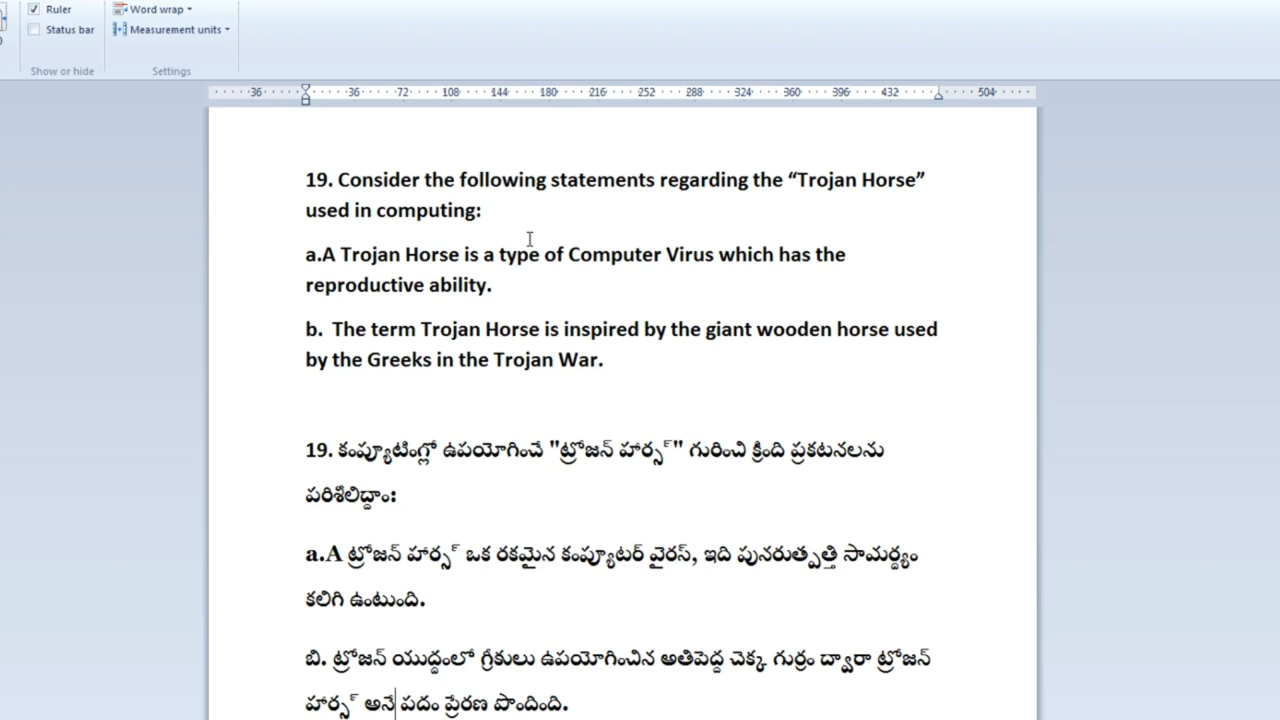 Ruler
Word wrap
Status bar
Measurement units
Show or hide
Settings
36 36 72 108 144 180 216 252 288 324 360 396 432 504
19. Consider the following statements regarding the “Trojan Horse”
used in computing:
a.A Trojan Horse is a type of Computer Virus which has the
reproductive ability.
b. The term Trojan Horse is inspired by the giant wooden horse used
by the Greeks in the Trojan War.
19. కంప్యూటింగ్లో ఉపయోగించే "ట్రోజన్ హార్స్" గురించి క్రింది ప్రకటనలను
పరిశీలిద్దాం:
a.A ట్రోజన్ హార్స్ ఒక రకమైన కంప్యూటర్ వైరస్, ఇది పునరుత్పత్తి సామర్థ్యం
కలిగి ఉంటుంది.
బి. ట్రోజన్ యుద్ధంలో గ్రీకులు ఉపయోగించిన అతిపెద్ద చెక్క గుర్రం ద్వారా ట్రోజన్
హార్స్ అనే పదం ప్రేరణ పొందింది.